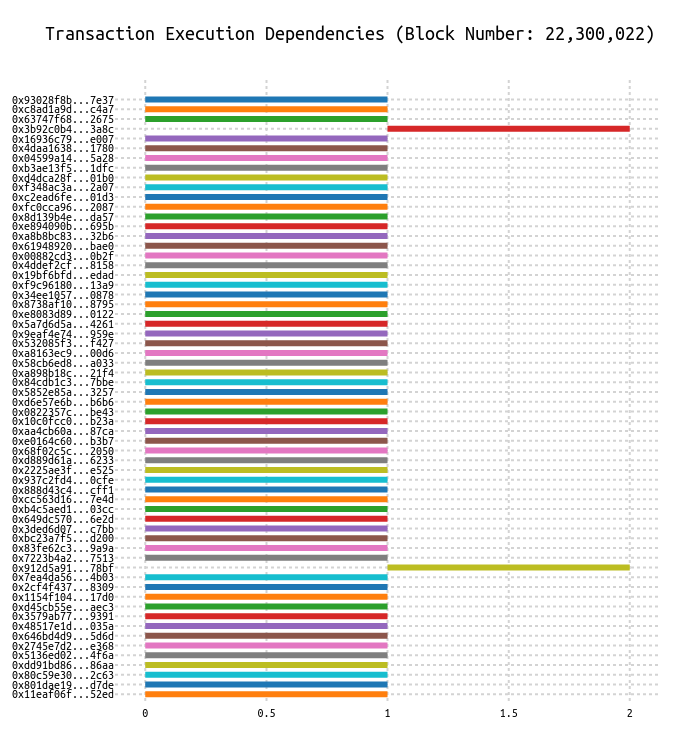 Transaction Execution Dependencies (Block Number: 22,300,022)
0x93028f8b...7e37
0xc8ad1a9d...c4a7
0x63747f68...2675
0x3b92c0b4...3a8c
0x16936c79...e007
0x4daa1638...1780
0x04599a14...5a28
0xb3ae13f5...1dfc
0xd4dca28f...01b0
0xf348ac3a...2a07
0xc2ead6fe...01d3
0xfc0cca96...2087
0x8d139b4e...da57
0xe894090b...695b
0xa8b8bc83...32b6
0x61948920...bae0
0x00882cd3...0b2f
0x4ddef2cf...8158
0x19bf6bfd...edad
0xf9c96180...13a9
0x34ee1057...0878
0x8738af10...8795
0xe8083d89...0122
0x5a7d6d5a...4261
0x9eaf4e74...959e
0x532085f3...f427
0xa8163ec9...00d6
0x58cb6ed8...a033
0xa898b18c...21f4
0x84cdb1c3...7bbe
0x5852e85a...3257
0xd6e57e6b...b6b6
0x0822357c...be43
0x10c0fcc0...b23a
0xaa4cb60a...87ca
0xe0164c60...b3b7
0x68f02c5c...2050
0xd889d61a...6233
0x2225ae3f...e525
0x937c2fd4...0cfe
0x888d43c4...cff1
0xcc563d16...7e4d
0xb4c5aed1...03cc
0x649dc570...6e2d
0x3ded6d07...c7bb
0xbc23a7f5...d200
0x83fe62c3...9a9a
0x7223b4a2...7513
0x912d5a91...78bf
0x7ea4da56...4b03
0x2cf4f437...8309
0x1154f104...17d0
0xd45cb55e...aec3
0x3579ab77...9391
0x48517e1d...035a
0x646bd4d9...5d6d
0x2745e7d2...e368
0x5136ed02...4f6a
0xdd91bd86...86aa
0x80c59e30...2c63
0x801dae19...d7de
0x11eaf06f...52ed
0 0.5 1 1.5 2